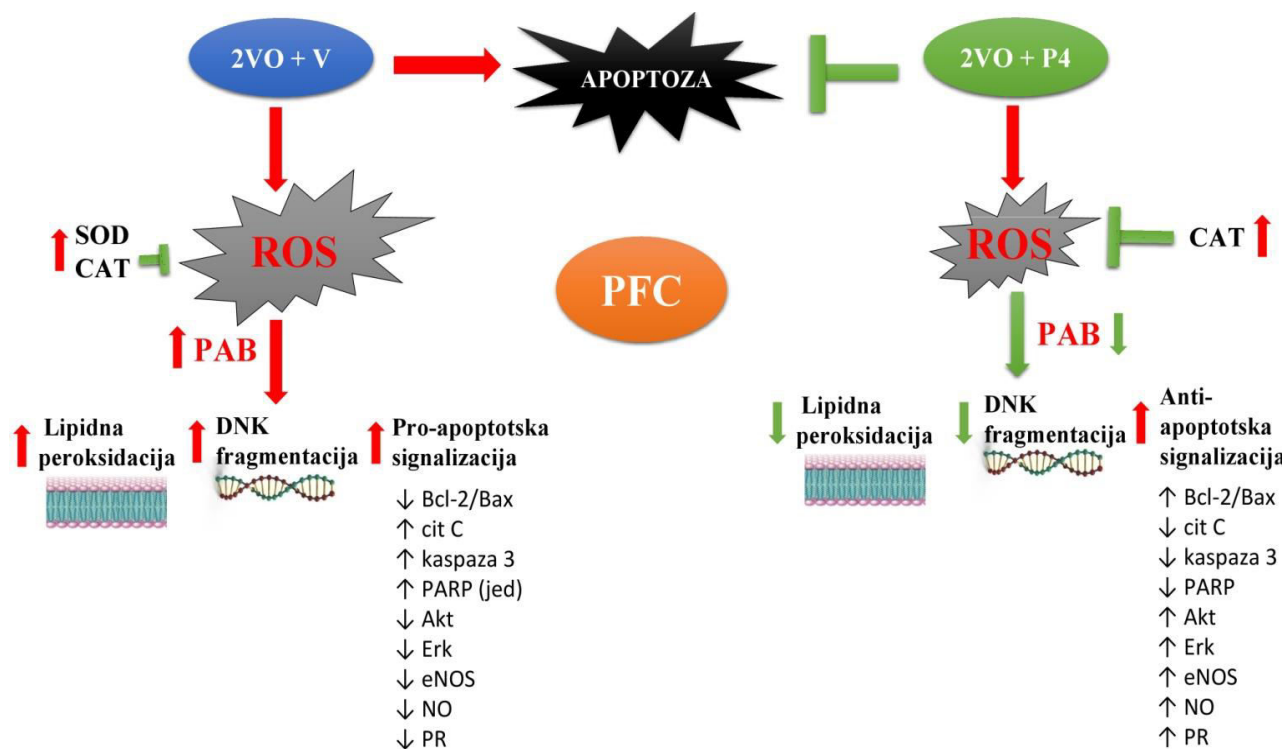 2VO + V
APOPTOZA
2VO + P4
↑ SOD
CAT
ROS
PFC
ROS
CAT ↑
↑ PAB
PAB ↓
↑ Lipidna
peroksidacija
↑ DNK
fragmentacija
↑ Pro-apoptotska
signalizacija
↓ Bcl-2/Bax
↑ cit C
↑ kaspaza 3
↑ PARP (jed)
↓ Akt
↓ Erk
↓ eNOS
↓ NO
↓ PR
↓ Lipidna
peroksidacija
↓ DNK
fragmentacija
↑ Anti-
apoptotska
signalizacija
↑ Bcl-2/Bax
↓ cit C
↓ kaspaza 3
↓ PARP
↑ Akt
↑ Erk
↑ eNOS
↑ NO
↑ PR